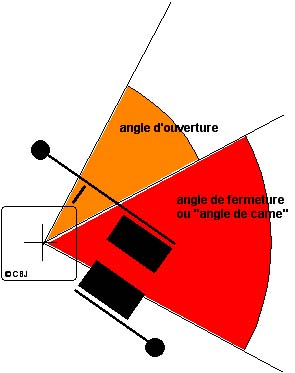 angle d'ouverture
angle de fermeture
ou "angle de came"
© CBJ